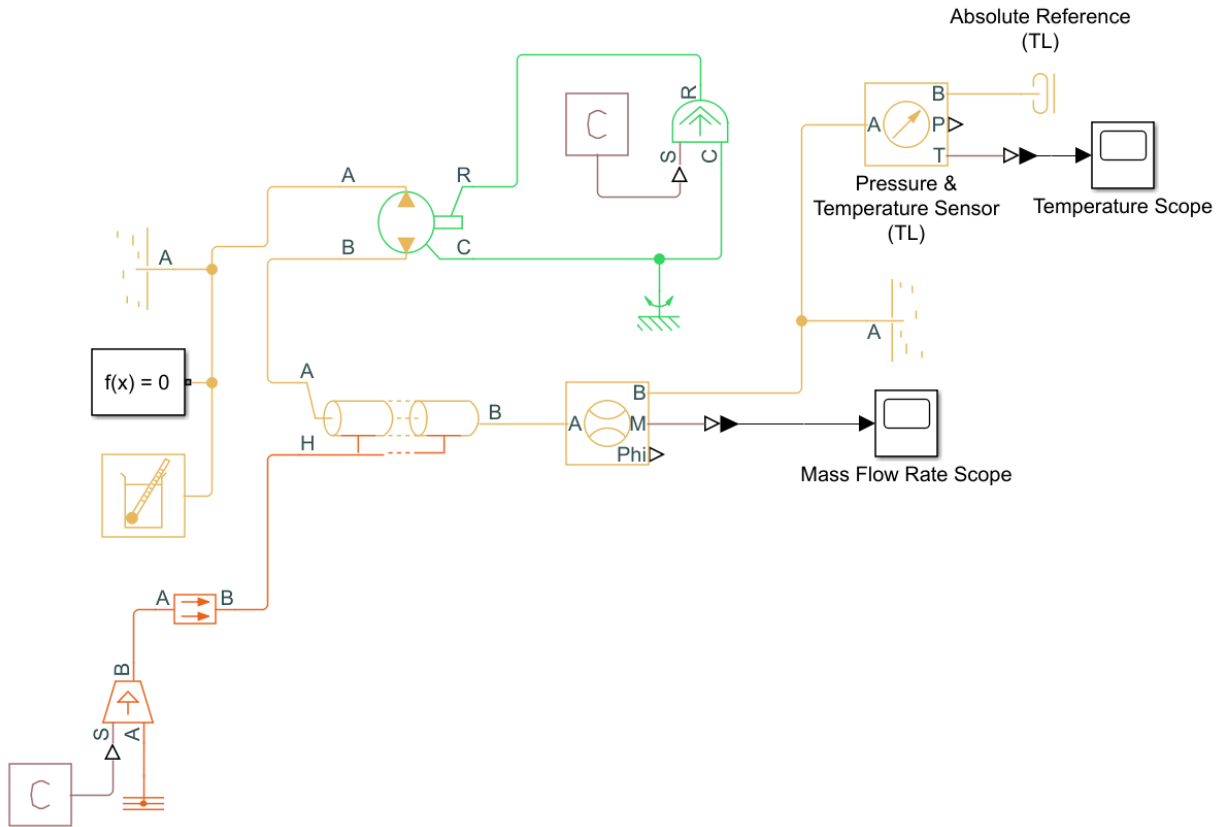 Absolute Reference
(TL)
R
C
S
C
B
A
P
T
Pressure &
Temperature Sensor
(TL)
Temperature Scope
A
R
B
C
A
A
f(x) = 0
A
B
H
B
A
M
Phi
Mass Flow Rate Scope
A
B
B
S
A
C